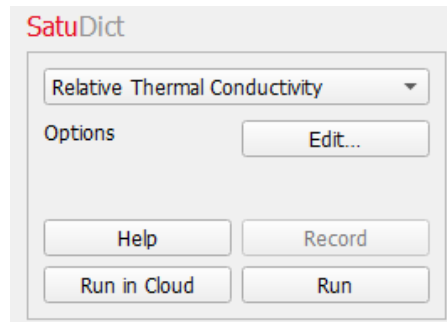 SatuDict
Relative Thermal Conductivity
Options Edit...
Help Record
Run in Cloud Run